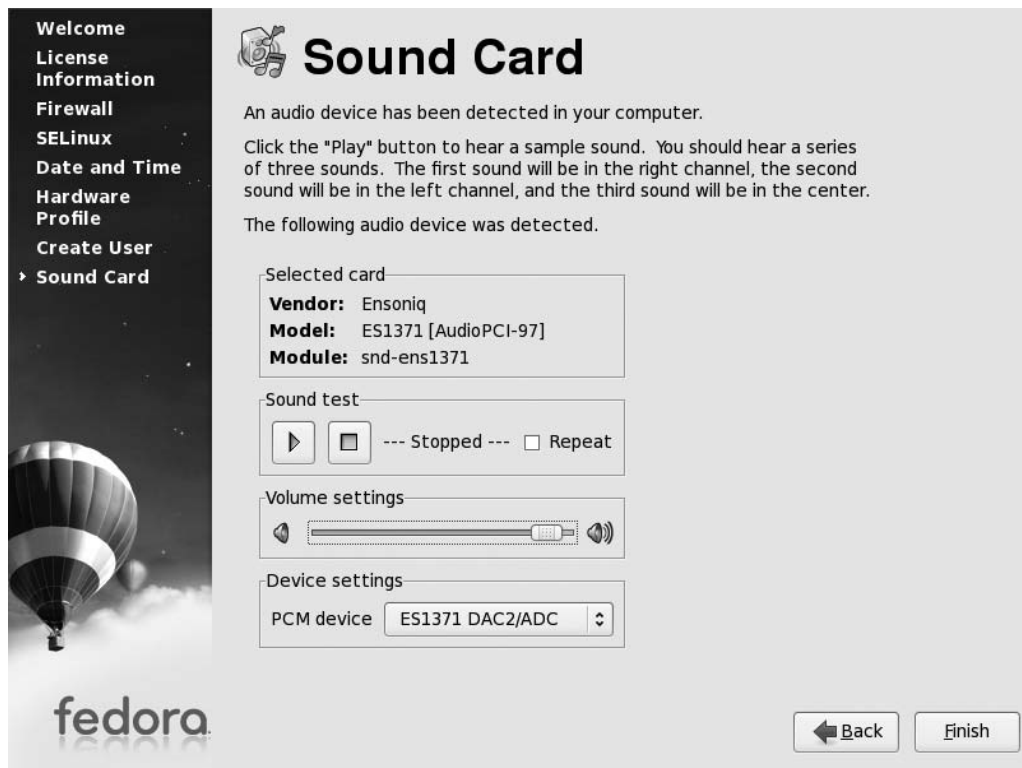 Welcome
License
Information
Firewall
SELinux
Date and Time
Hardware
Profile
Create User
Sound Card
fedora
Sound Card
An audio device has been detected in your computer.
Click the "Play" button to hear a sample sound. You should hear a series
of three sounds. The first sound will be in the right channel, the second
sound will be in the left channel, and the third sound will be in the center.
The following audio device was detected.
Selected card
Vendor: Ensoniq
Model: ES1371 [AudioPCI-97]
Module: snd-ens1371
Sound test
--- Stopped --- Repeat
Volume settings
Device settings
PCM device ES1371 DAC2/ADC
Back Finish